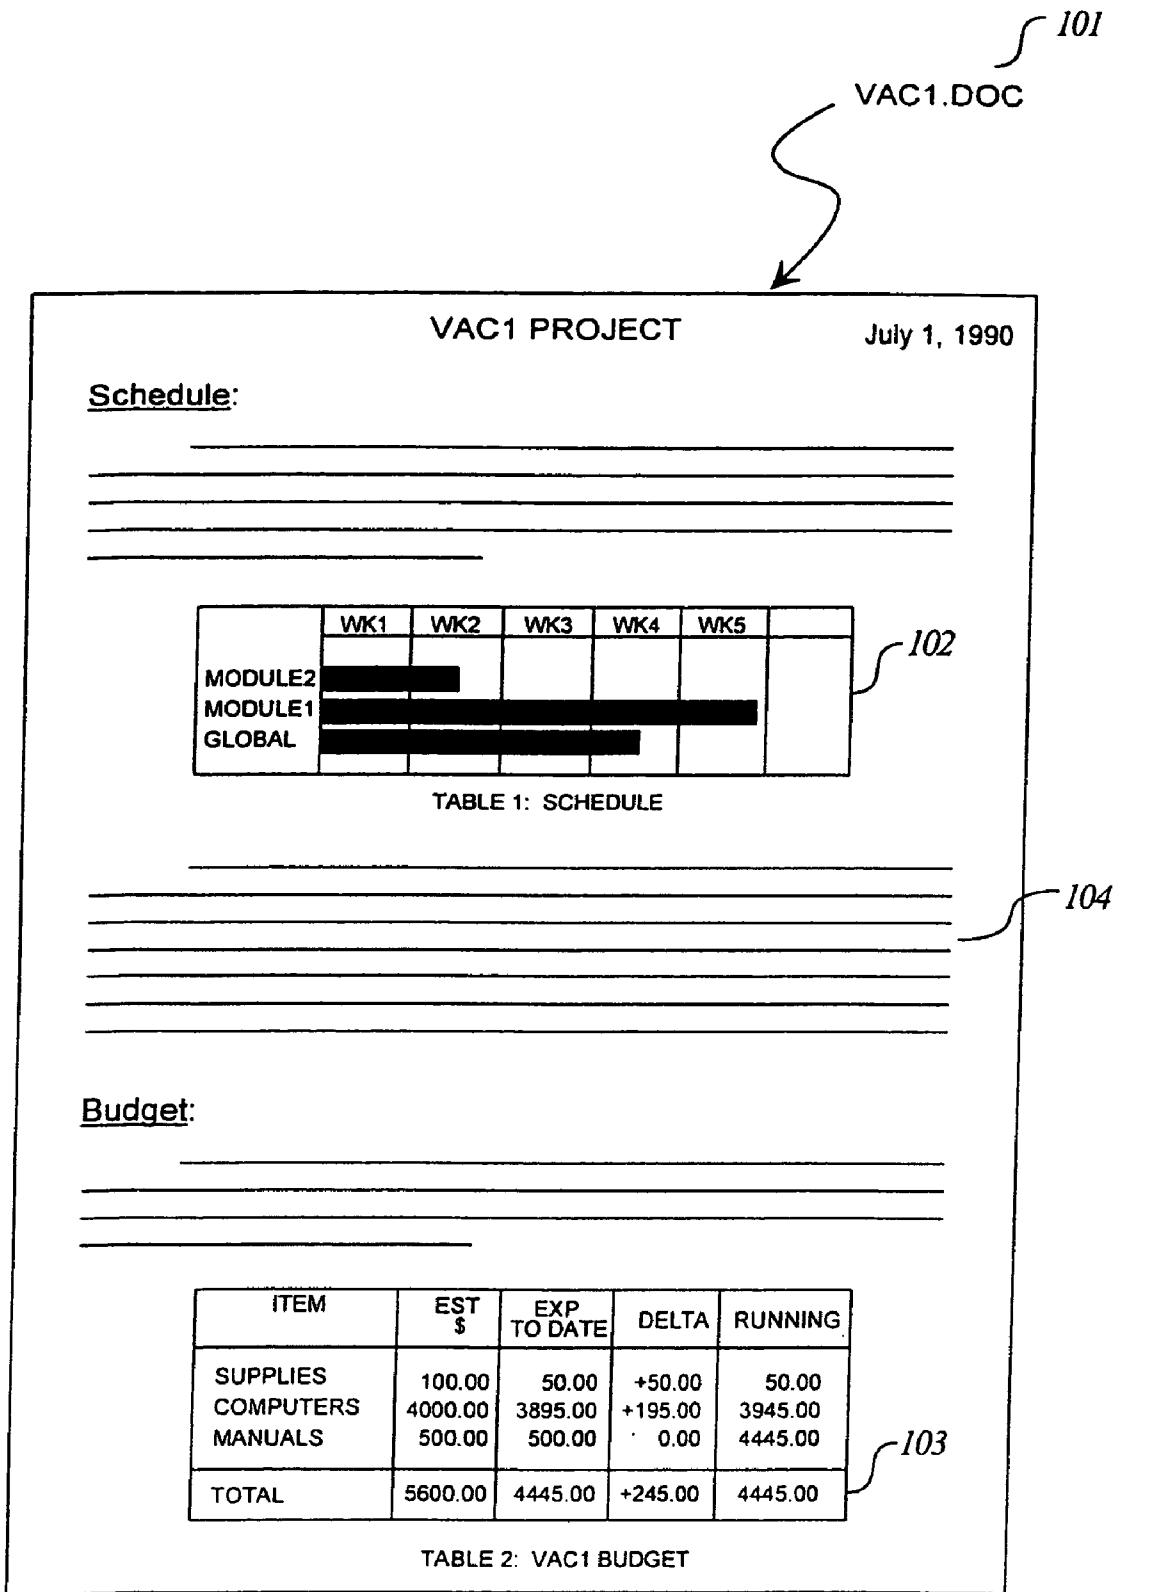 101
VAC1.DOC
VAC1 PROJECT July 1, 1990
Schedule:
WK1 WK2 WK3 WK4 WK5
102
MODULE2
MODULE1
GLOBAL
TABLE 1: SCHEDULE
104
Budget:
ITEM EST $ EXP TO DATE DELTA RUNNING
SUPPLIES 100.00 50.00 +50.00 50.00
COMPUTERS 4000.00 3895.00 +195.00 3945.00
MANUALS 500.00 500.00 0.00 4445.00
103
TOTAL 5600.00 4445.00 +245.00 4445.00
TABLE 2: VAC1 BUDGET